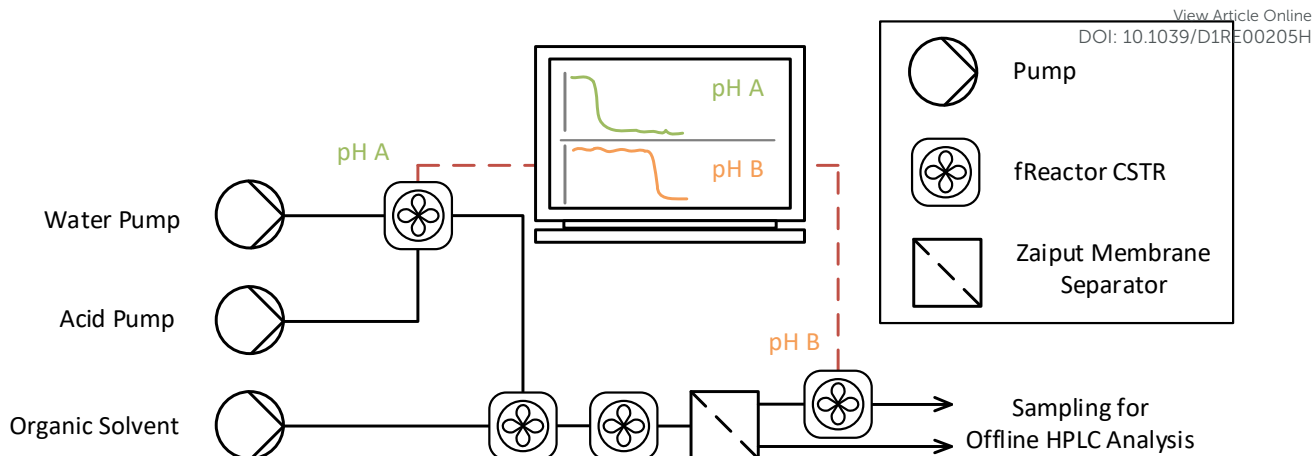 View Article Online
DOI: 10.1039/D1RE00205H
Pump
pH A
pH B
fReactor CSTR
pH A
Water Pump
Zaiput Membrane
Separator
Acid Pump
pH B
Organic Solvent
Sampling for
Offline HPLC Analysis